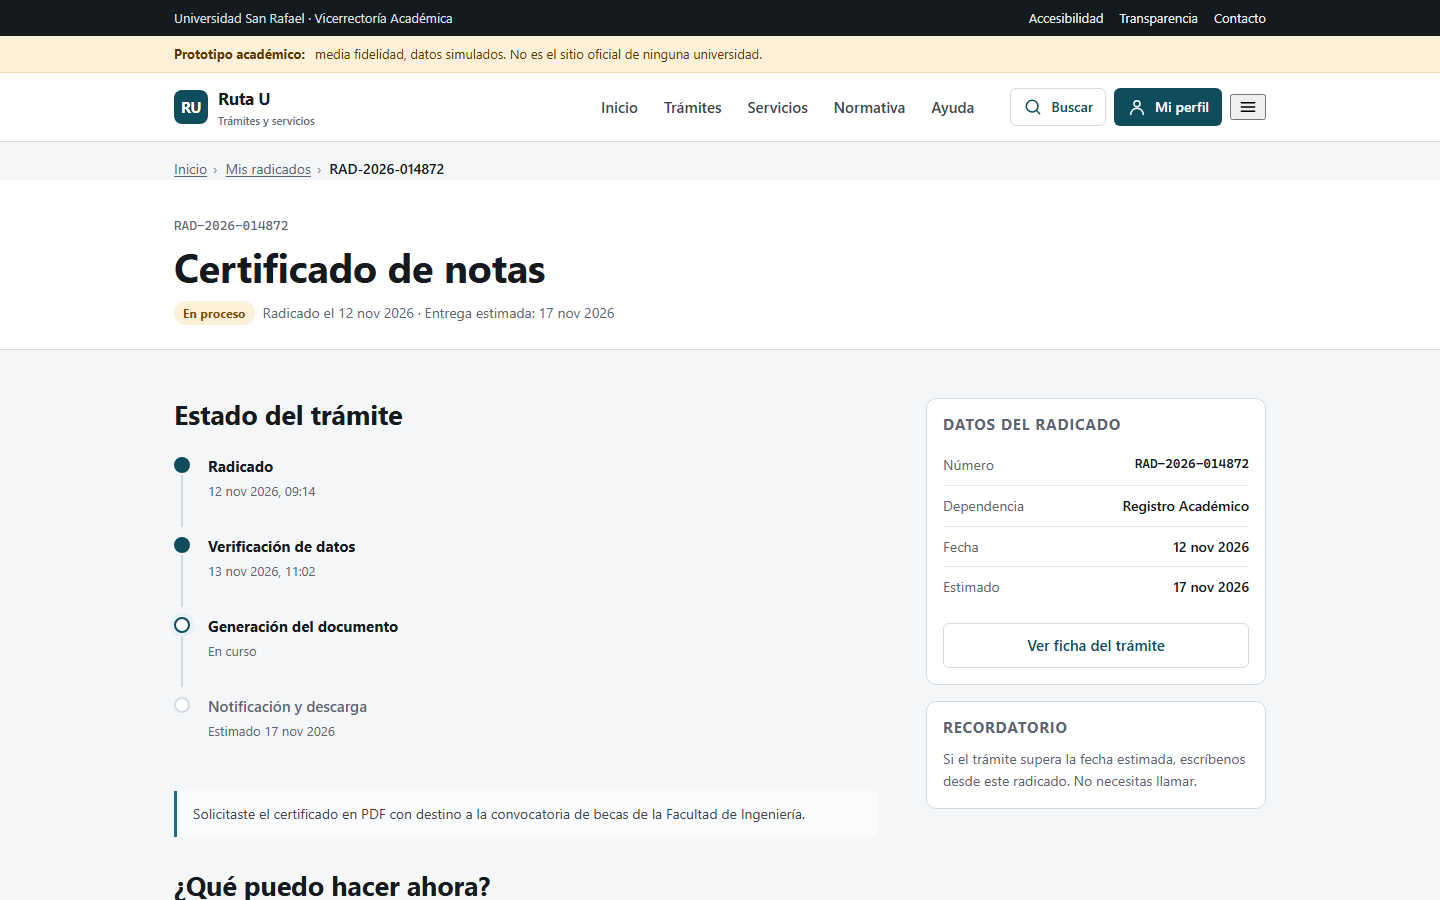 Universidad San Rafael · Vicerrectoría Académica
Accesibilidad Transparencia Contacto
Prototipo académico: media fidelidad, datos simulados. No es el sitio oficial de ninguna universidad.
RU
Ruta U
Trámites y servicios
Inicio Trámites Servicios Normativa Ayuda
Buscar
Mi perfil
Inicio › Mis radicados › RAD-2026-014872
RAD-2026-014872
Certificado de notas
En proceso Radicado el 12 nov 2026 · Entrega estimada: 17 nov 2026
Estado del trámite
Radicado
12 nov 2026, 09:14
Verificación de datos
13 nov 2026, 11:02
Generación del documento
En curso
Notificación y descarga
Estimado 17 nov 2026
Solicitaste el certificado en PDF con destino a la convocatoria de becas de la Facultad de Ingeniería.
¿Qué puedo hacer ahora?
DATOS DEL RADICADO
Número RAD-2026-014872
Dependencia Registro Académico
Fecha 12 nov 2026
Estimado 17 nov 2026
Ver ficha del trámite
RECORDATORIO
Si el trámite supera la fecha estimada, escríbenos
desde este radicado. No necesitas llamar.